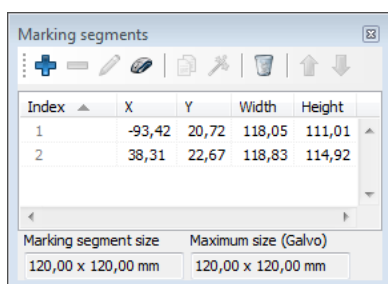 Marking segments
Index X Y Width Height
1 -93,42 20,72 118,05 111,01
2 38,31 22,67 118,83 114,92
Marking segment size Maximum size (Galvo)
120,00 x 120,00 mm 120,00 x 120,00 mm